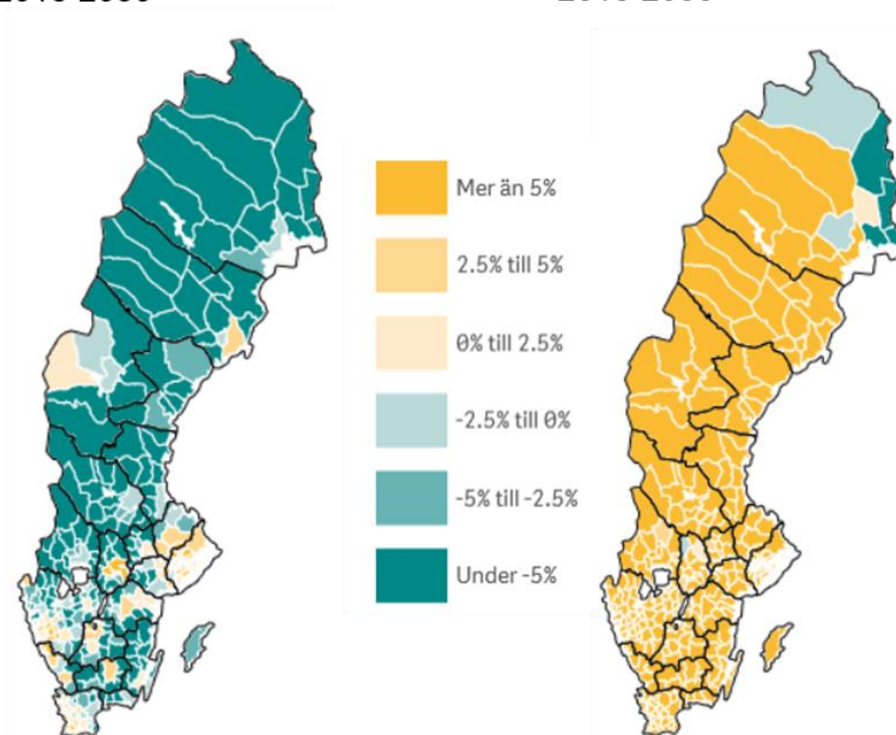 Mer än 5%
2.5% till 5%
0% till 2.5%
-2.5% till 0%
-5% till -2.5%
Under -5%